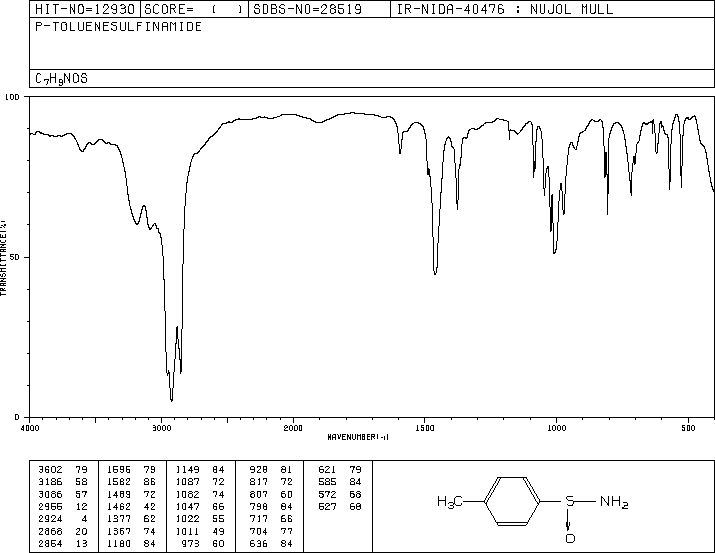 HIT-NO=12930 SCORE= ( ) SDBS-NO=28519 IR-NIDA-40476 : NUJOL MULL
P-TOLUENESULFINAMIDE
C7H9NOS
100
50
0
TRANSMITTANCE(%)
4000 3000 2000 1500 1000 500
WAVENUMBER(-1)
3602 79 1596 79 1149 84 928 81 621 79
3186 58 1582 86 1087 72 817 72 585 84
3086 57 1489 72 1082 74 807 60 572 68
2955 12 1462 42 1047 66 798 84 527 68
2924 4 1377 62 1022 55 717 66
2866 20 1367 74 1011 49 704 77
2854 13 1180 84 973 60 636 84
H3C S NH2
O